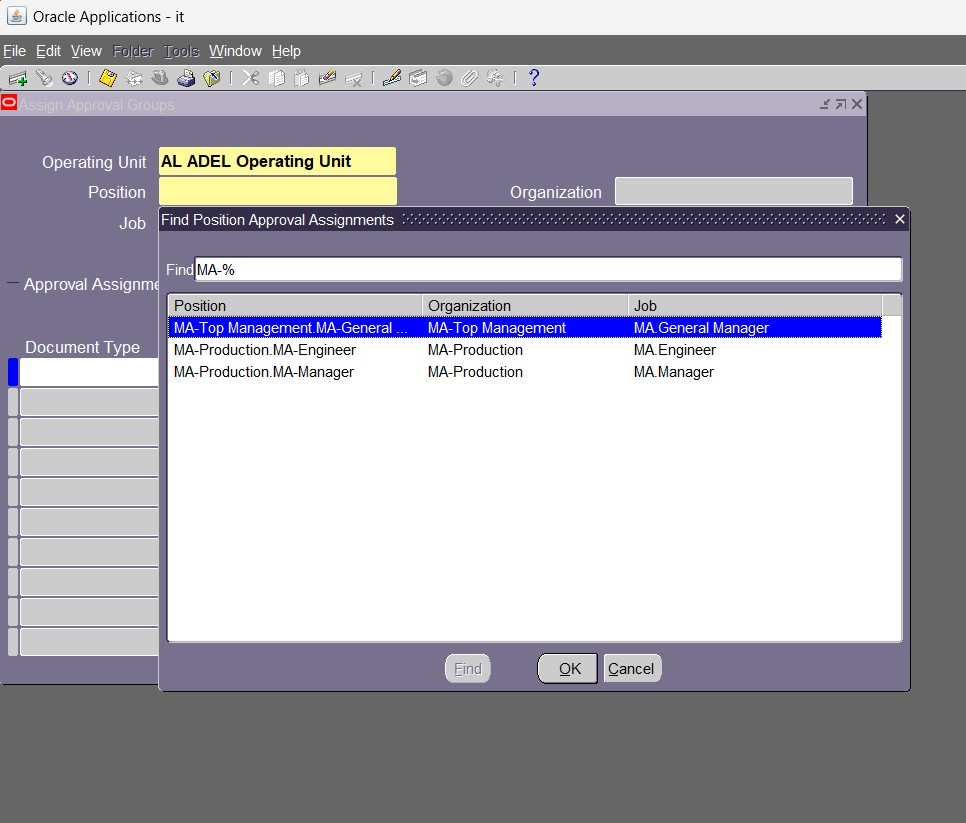 Oracle Applications - it
File Edit View Folder Tools Window Help
Assign Approval Groups
Operating Unit AL ADEL Operating Unit
Position Organization
Job
Find Position Approval Assignments
Find MA-%
Approval Assignme
Position Organization Job
MA-Top Management.MA-General ... MA-Top Management MA.General Manager
Document Type
MA-Production.MA-Engineer MA-Production MA.Engineer
MA-Production.MA-Manager MA-Production MA.Manager
Find OK Cancel